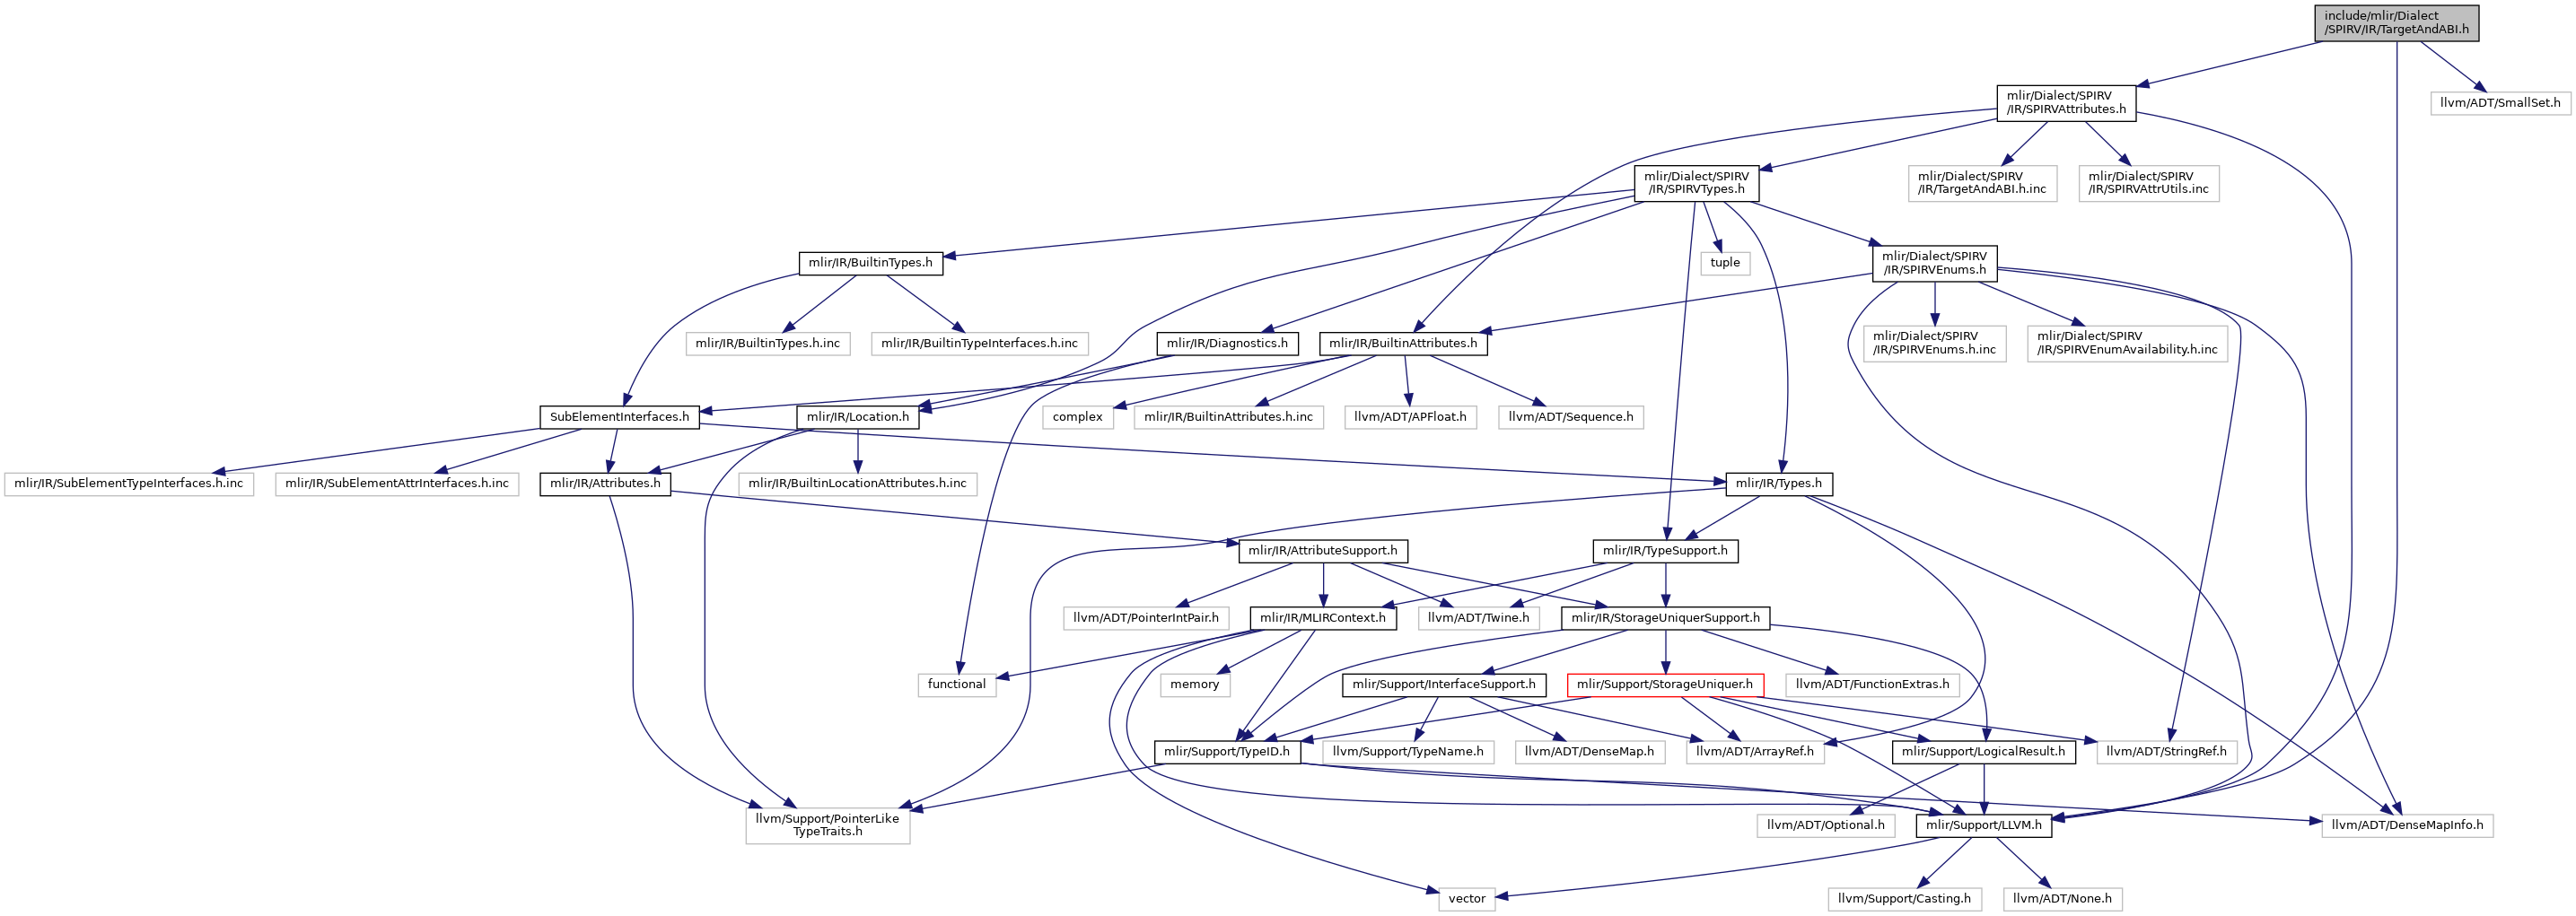 include/mlir/Dialect
/SPIRV/IR/TargetAndABI.h
mlir/Dialect/SPIRV
/IR/SPIRVAttributes.h
llvm/ADT/SmallSet.h
mlir/Dialect/SPIRV
/IR/SPIRVTypes.h
mlir/Dialect/SPIRV
/IR/TargetAndABI.h.inc
mlir/Dialect/SPIRV
/IR/SPIRVAttrUtils.inc
mlir/IR/BuiltinTypes.h
tuple
mlir/Dialect/SPIRV
/IR/SPIRVEnums.h
mlir/IR/BuiltinTypes.h.inc
mlir/IR/BuiltinTypeInterfaces.h.inc
mlir/IR/Diagnostics.h
mlir/IR/BuiltinAttributes.h
mlir/Dialect/SPIRV
/IR/SPIRVEnums.h.inc
mlir/Dialect/SPIRV
/IR/SPIRVEnumAvailability.h.inc
SubElementInterfaces.h
mlir/IR/Location.h
complex
mlir/IR/BuiltinAttributes.h.inc
llvm/ADT/APFloat.h
llvm/ADT/Sequence.h
mlir/IR/SubElementTypeInterfaces.h.inc
mlir/IR/SubElementAttrInterfaces.h.inc
mlir/IR/Attributes.h
mlir/IR/BuiltinLocationAttributes.h.inc
mlir/IR/Types.h
mlir/IR/AttributeSupport.h
mlir/IR/TypeSupport.h
llvm/ADT/PointerIntPair.h
mlir/IR/MLIRContext.h
llvm/ADT/Twine.h
mlir/IR/StorageUniquerSupport.h
functional
memory
mlir/Support/InterfaceSupport.h
mlir/Support/StorageUniquer.h
llvm/ADT/FunctionExtras.h
mlir/Support/TypeID.h
llvm/Support/TypeName.h
llvm/ADT/DenseMap.h
llvm/ADT/ArrayRef.h
mlir/Support/LogicalResult.h
llvm/ADT/StringRef.h
llvm/Support/PointerLike
TypeTraits.h
llvm/ADT/Optional.h
mlir/Support/LLVM.h
llvm/ADT/DenseMapInfo.h
vector
llvm/Support/Casting.h
llvm/ADT/None.h